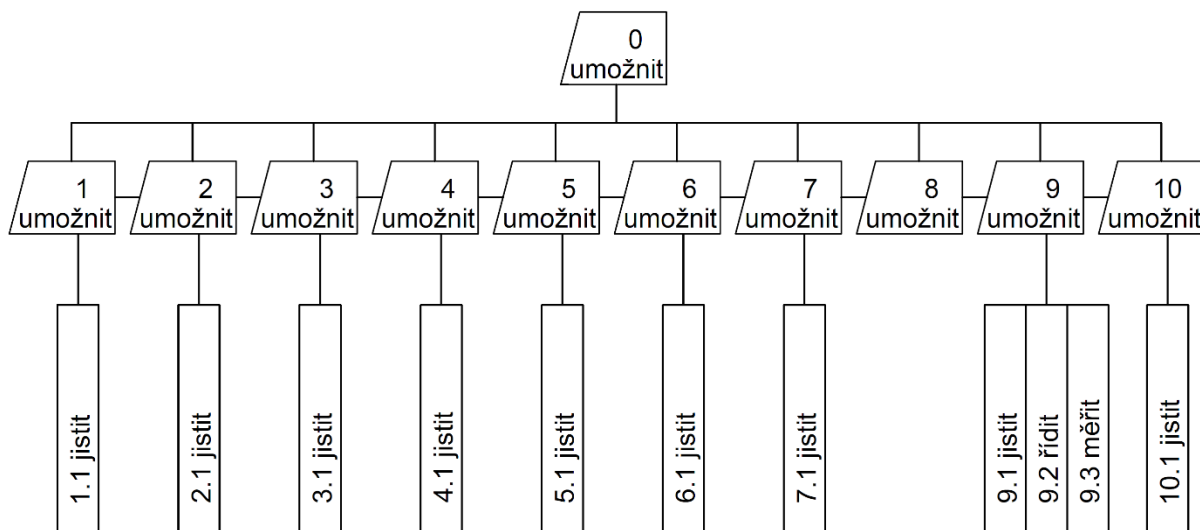 0
umožnit
1
umožnit
2
umožnit
3
umožnit
4
umožnit
5
umožnit
6
umožnit
7
umožnit
8
umožnit
9
umožnit
10
umožnit
1.1 jistit
2.1 jistit
3.1 jistit
4.1 jistit
5.1 jistit
6.1 jistit
7.1 jistit
9.1 jistit
9.2 řídit
9.3 měřit
10.1 jistit